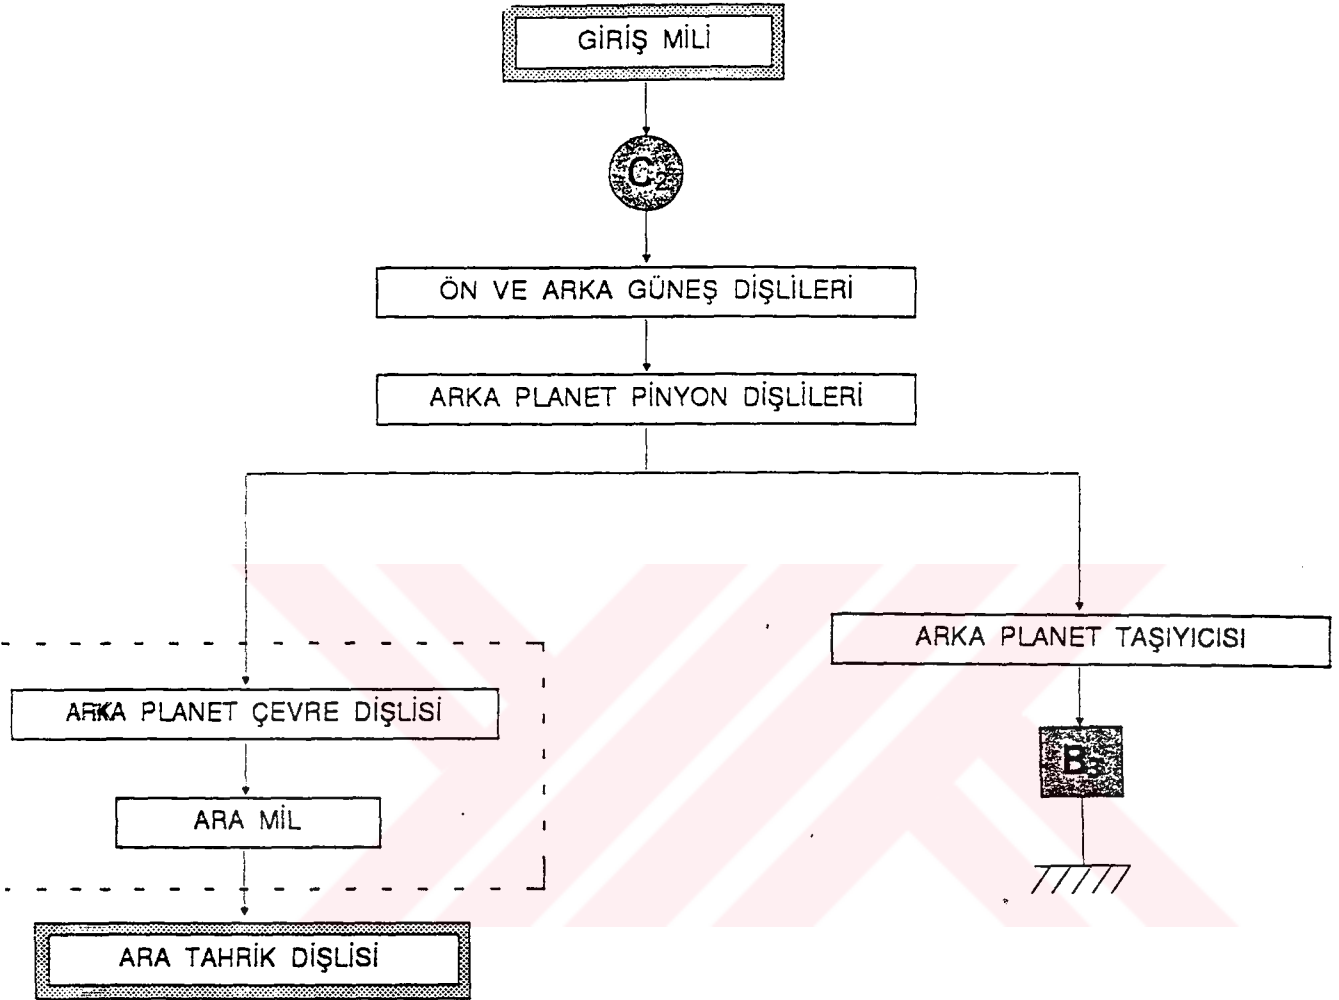 GİRİŞ MİLİ
C₂
ÖN VE ARKA GÜNEŞ DİŞLİLERİ
ARKA PLANET PİNYON DİŞLİLERİ
ARKA PLANET TAŞIYICISI
ARKA PLANET ÇEVRE DİŞLİSİ
B₃
ARA MİL
ARA TAHRİK DİŞLİSİ